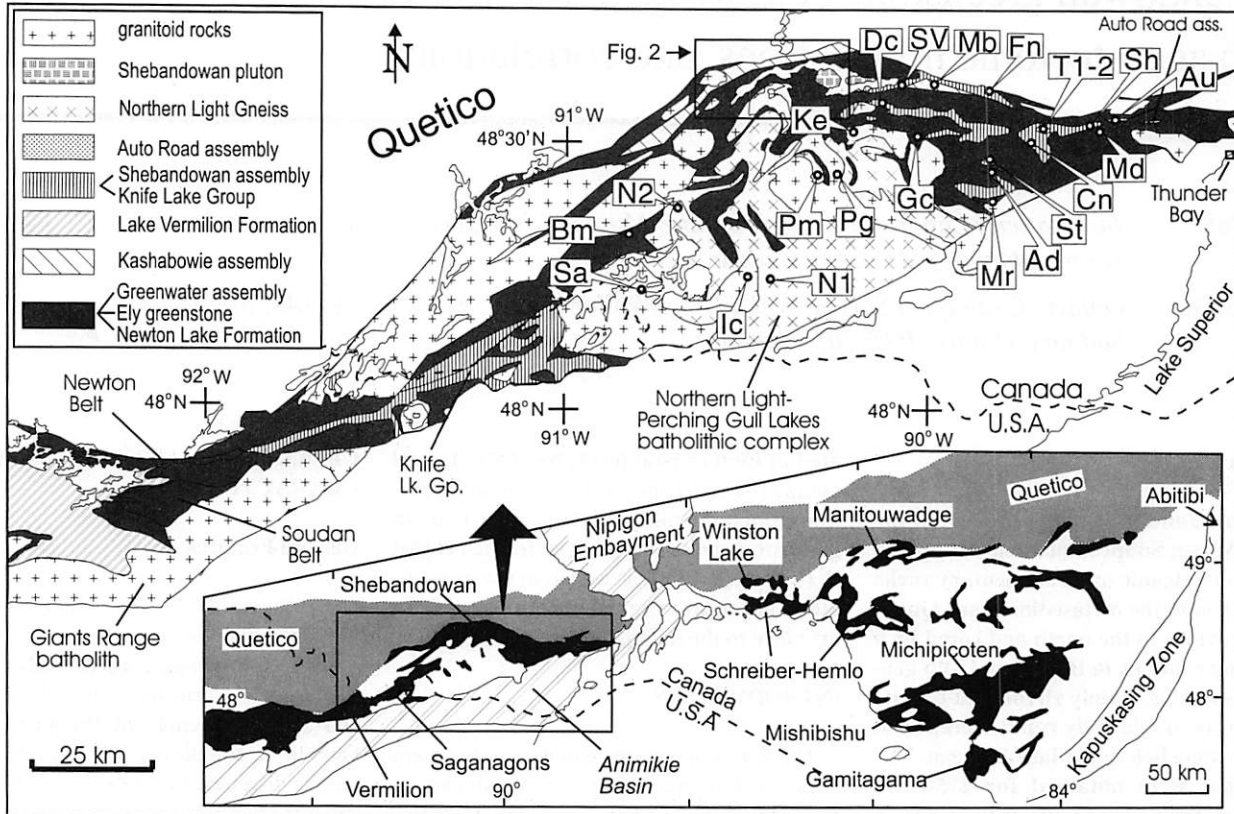 granitoid rocks
Shebandowan pluton
Northern Light Gneiss
Auto Road assembly
Shebandowan assembly
Knife Lake Group
Lake Vermilion Formation
Kashabowie assembly
Greenwater assembly
Ely greenstone
Newton Lake Formation
N
Quetico
Fig. 2
91°W
48°30'N
Dc
SV
Mb
Fn
Auto Road ass.
T1-2
Sh
Au
Ke
N2
Bm
Sa
Pm
Pg
Gc
Cn
Md
Thunder
Bay
St
Ad
Mr
Ic
N1
Lake Superior
Canada
U.S.A.
Newton
Belt
92°W
48°N
48°N
91°W
Northern Light-
Perching Gull Lakes
batholithic complex
48°N
90°W
Knife
Lk. Gp.
Soudan
Belt
Giants Range
batholith
25 km
Nipigon
Embayment
Winston
Lake
Manitouwadge
Quetico
Abitibi
49°
Shebandowan
Quetico
Schreiber-Hemlo
Michipicoten
48°
Canada
U.S.A
48°
Mishibishu
Gamitagama
Kapuskasing Zone
Saganagons
Vermilion
90°
Animikie
Basin
84°
50 km